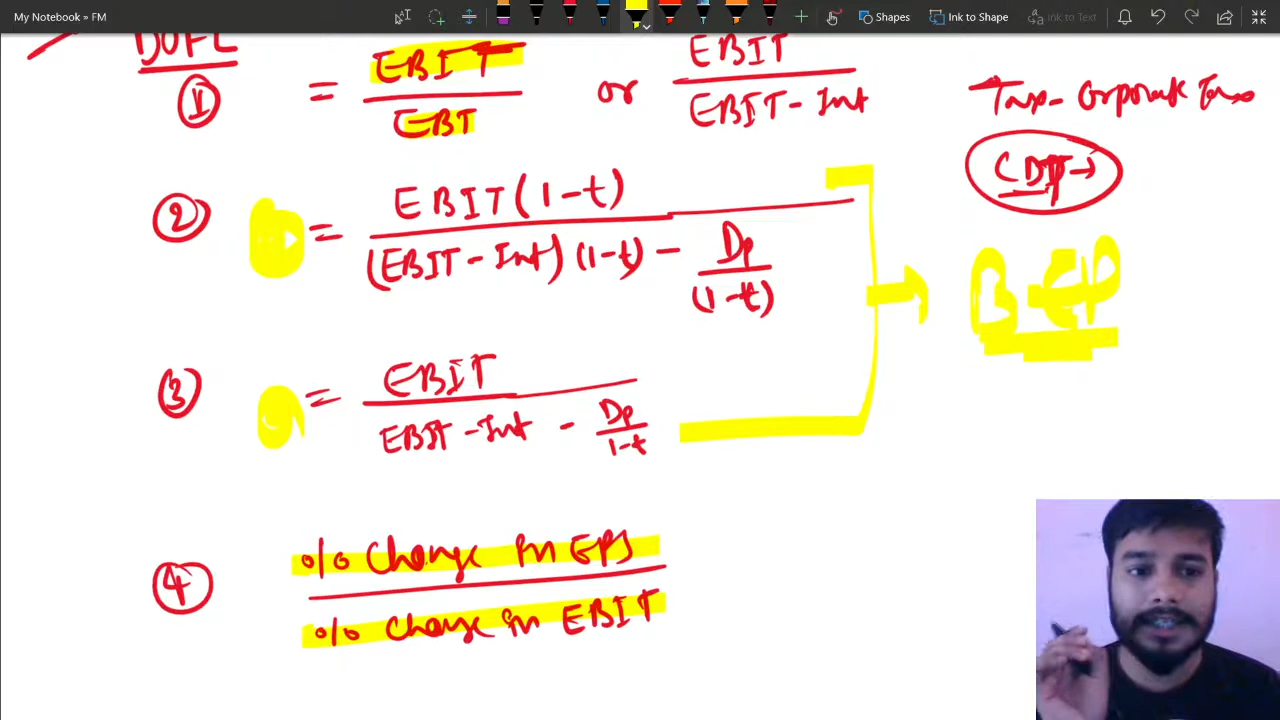 My Notebook » FM
Shapes
Ink to Shape
Ink to Text
DOFL
① = EBIT / EBT or EBIT / EBIT - Int
Tax - Corporate Tax
CDT →
② = EBIT (1-t) / (EBIT - Int) (1-t) - Dp / (1-t)
③ = EBIT / EBIT - Int - Dp / 1-t
④ % Change in EPS / % Change in EBIT